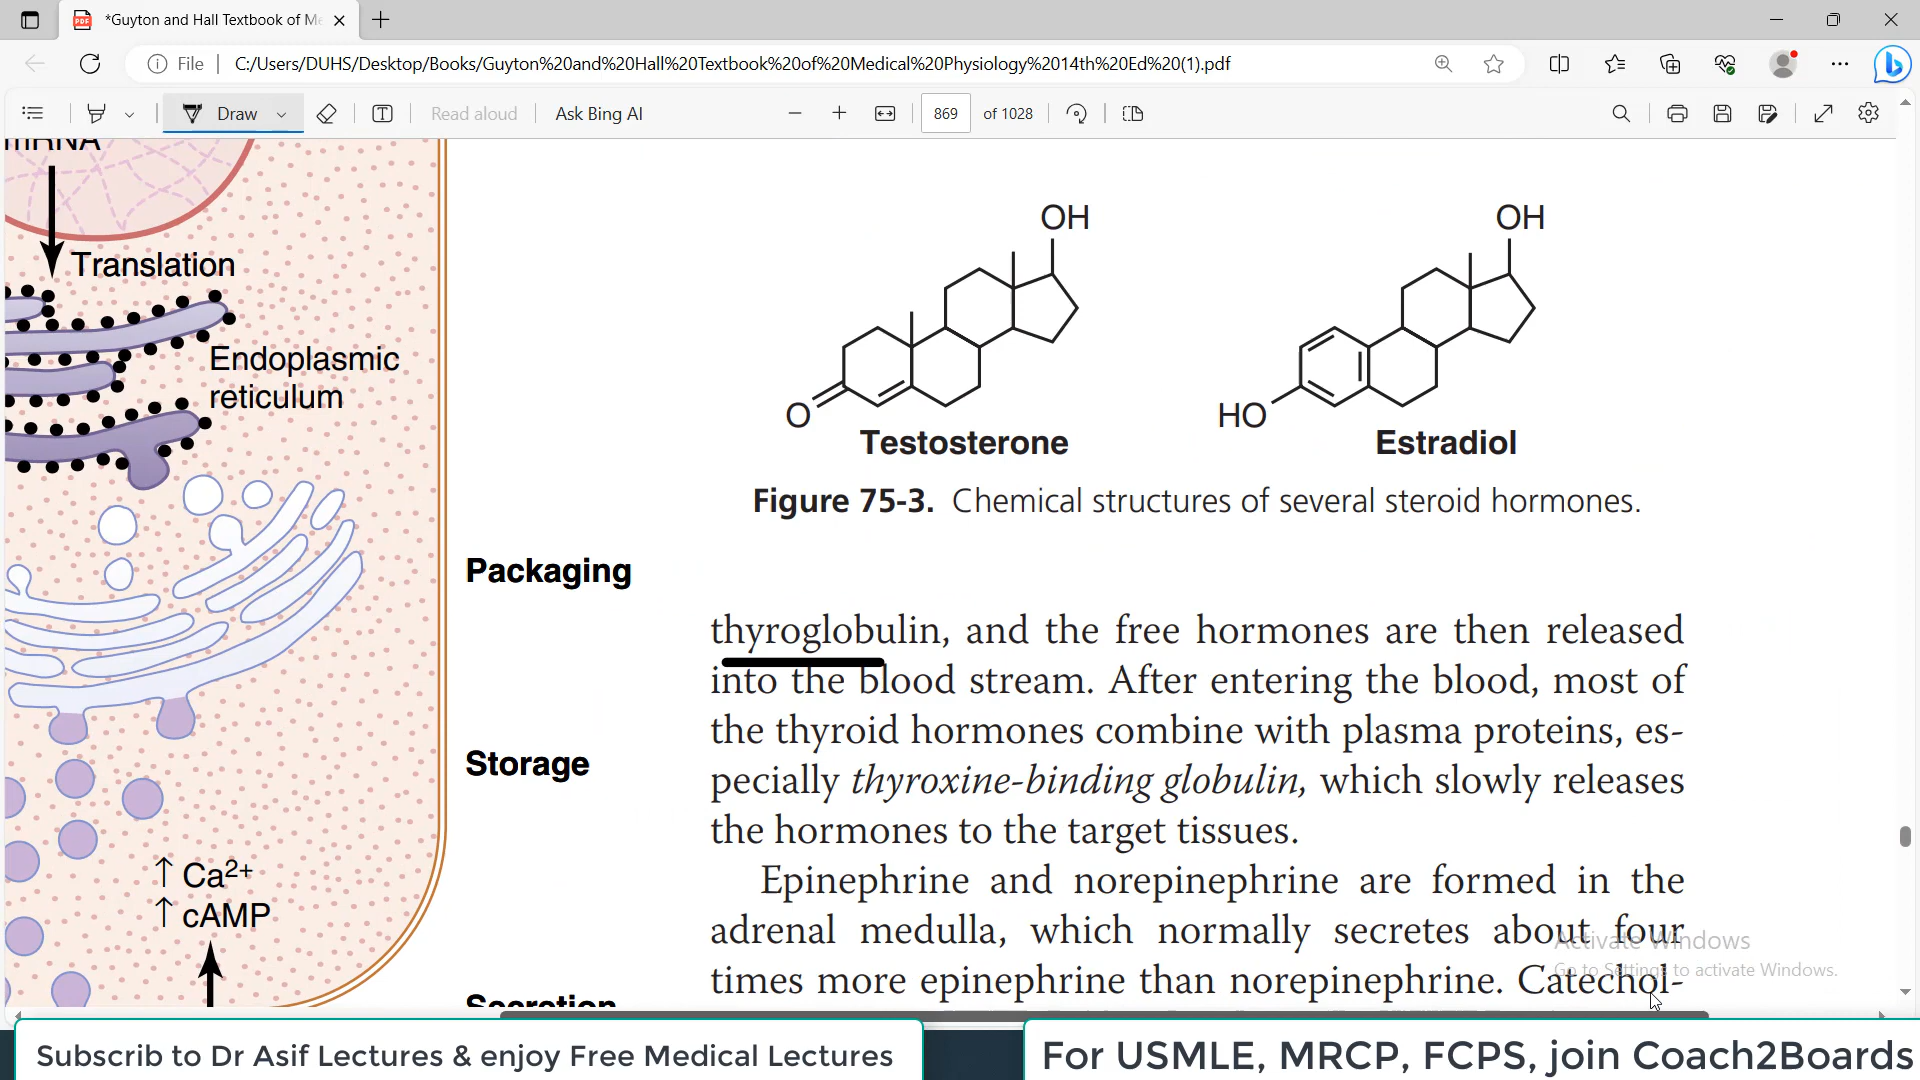 *Guyton and Hall Textbook of Me
File
C:/Users/DUHS/Desktop/Books/Guyton%20and%20Hall%20Textbook%20of%20Medical%20Physiology%2014th%20Ed%20(1).pdf
Draw
Read aloud
Ask Bing AI
869 of 1028
mRNA
Translation
Endoplasmic
reticulum
Packaging
Storage
↑ Ca2+
↑ cAMP
Secretion
OH
O
Testosterone
OH
HO
Estradiol
Figure 75-3. Chemical structures of several steroid hormones.
thyroglobulin, and the free hormones are then released
into the blood stream. After entering the blood, most of
the thyroid hormones combine with plasma proteins, es-
pecially thyroxine-binding globulin, which slowly releases
the hormones to the target tissues.
Epinephrine and norepinephrine are formed in the
adrenal medulla, which normally secretes about four
times more epinephrine than norepinephrine. Catechol-
Activate Windows
Go to Settings to activate Windows.
Subscrib to Dr Asif Lectures & enjoy Free Medical Lectures
For USMLE, MRCP, FCPS, join Coach2Boards